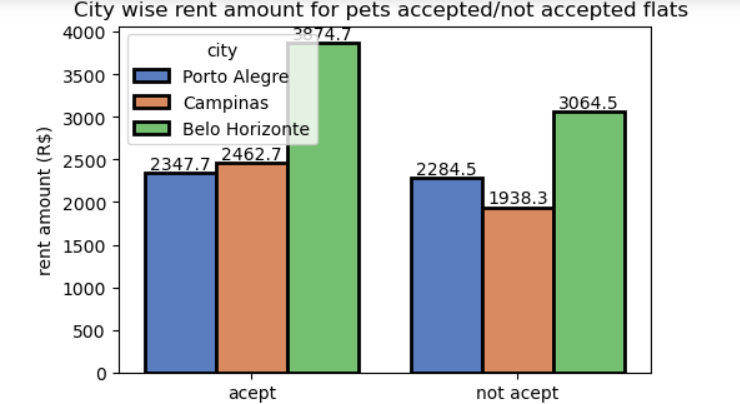 City wise rent amount for pets accepted/not accepted flats
rent amount (R$)
4000
3500
3000
2500
2000
1500
1000
500
0
city
Porto Alegre
Campinas
Belo Horizonte
2347.7
2462.7
3874.7
2284.5
1938.3
3064.5
acept
not acept